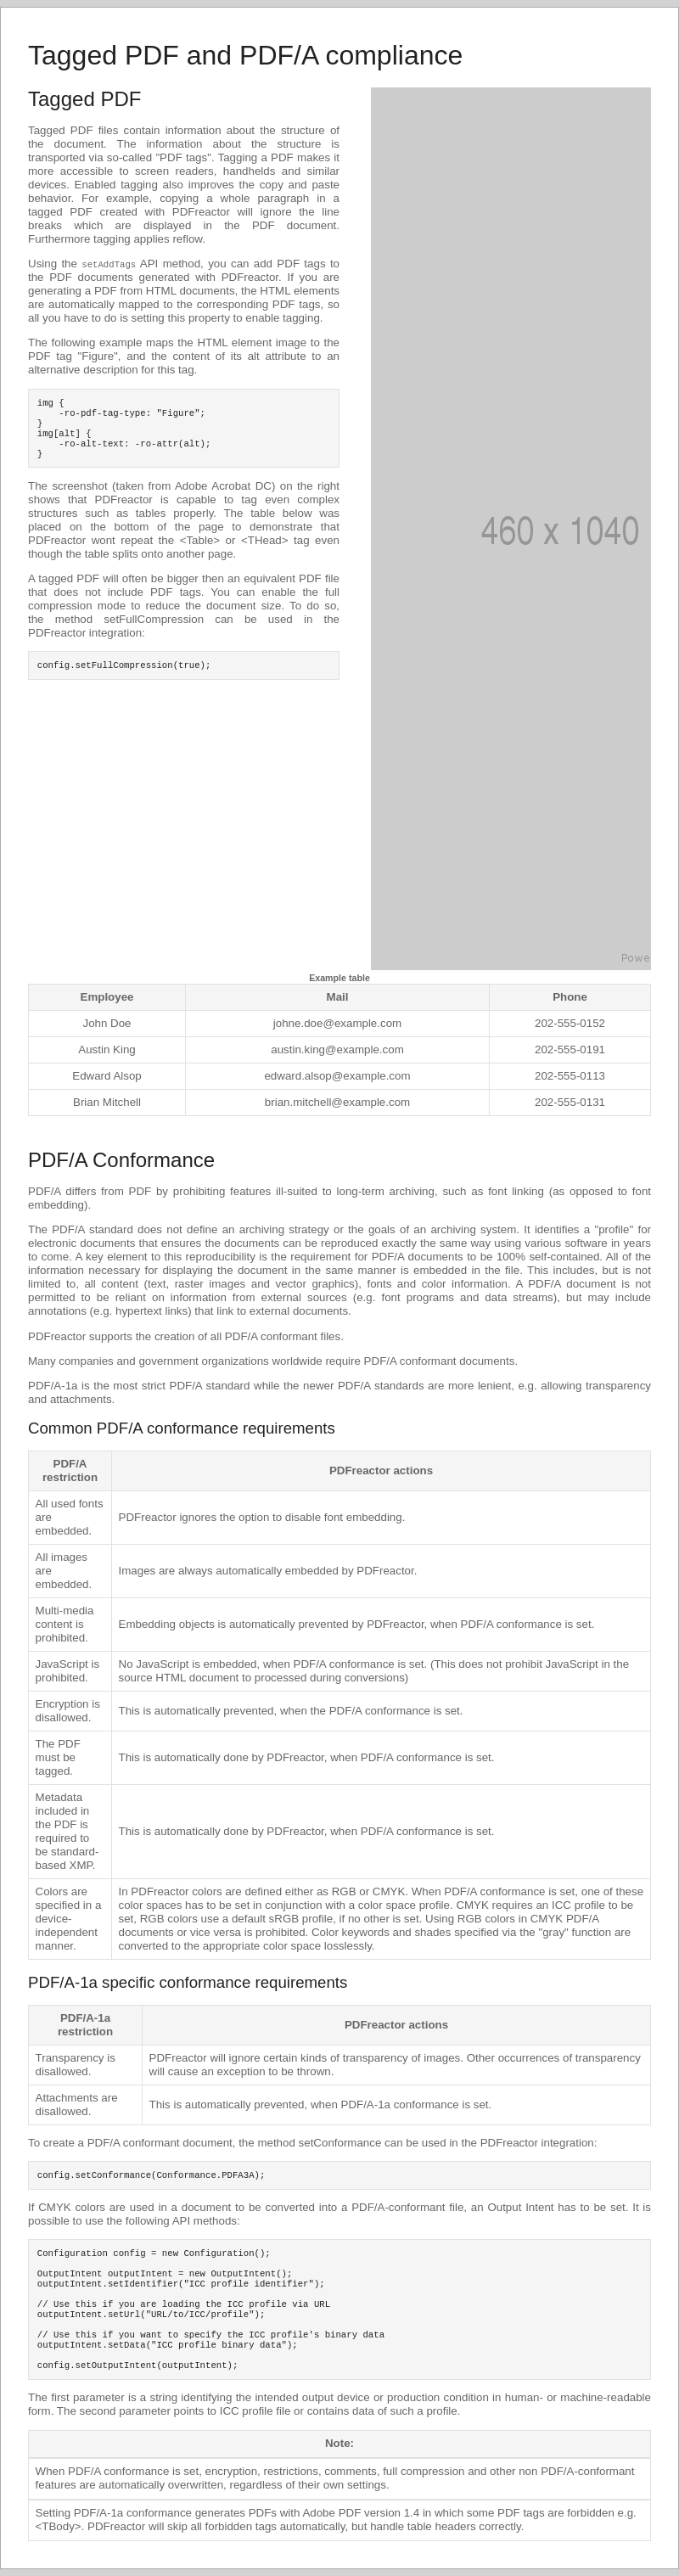 Tagged PDF and PDF/A compliance
Tagged PDF
Tagged PDF files contain information about the structure of
the document. The information about the structure is
transported via so-called "PDF tags". Tagging a PDF makes it
more accessible to screen readers, handhelds and similar
devices. Enabled tagging also improves the copy and paste
behavior. For example, copying a whole paragraph in a
tagged PDF created with PDFreactor will ignore the line
breaks which are displayed in the PDF document.
Furthermore tagging applies reflow.
Using the setAddTags API method, you can add PDF tags to
the PDF documents generated with PDFreactor. If you are
generating a PDF from HTML documents, the HTML elements
are automatically mapped to the corresponding PDF tags, so
all you have to do is setting this property to enable tagging.
The following example maps the HTML element image to the
PDF tag "Figure", and the content of its alt attribute to an
alternative description for this tag.
img {
    -ro-pdf-tag-type: "Figure";
}
img[alt] {
    -ro-alt-text: -ro-attr(alt);
}
The screenshot (taken from Adobe Acrobat DC) on the right
shows that PDFreactor is capable to tag even complex
structures such as tables properly. The table below was
placed on the bottom of the page to demonstrate that
PDFreactor wont repeat the <Table> or <THead> tag even
though the table splits onto another page.
A tagged PDF will often be bigger then an equivalent PDF file
that does not include PDF tags. You can enable the full
compression mode to reduce the document size. To do so,
the method setFullCompression can be used in the
PDFreactor integration:
config.setFullCompression(true);
460 x 1040
Powe
Example table
Employee Mail Phone
John Doe johne.doe@example.com 202-555-0152
Austin King austin.king@example.com 202-555-0191
Edward Alsop edward.alsop@example.com 202-555-0113
Brian Mitchell brian.mitchell@example.com 202-555-0131
PDF/A Conformance
PDF/A differs from PDF by prohibiting features ill-suited to long-term archiving, such as font linking (as opposed to font
embedding).
The PDF/A standard does not define an archiving strategy or the goals of an archiving system. It identifies a "profile" for
electronic documents that ensures the documents can be reproduced exactly the same way using various software in years
to come. A key element to this reproducibility is the requirement for PDF/A documents to be 100% self-contained. All of the
information necessary for displaying the document in the same manner is embedded in the file. This includes, but is not
limited to, all content (text, raster images and vector graphics), fonts and color information. A PDF/A document is not
permitted to be reliant on information from external sources (e.g. font programs and data streams), but may include
annotations (e.g. hypertext links) that link to external documents.
PDFreactor supports the creation of all PDF/A conformant files.
Many companies and government organizations worldwide require PDF/A conformant documents.
PDF/A-1a is the most strict PDF/A standard while the newer PDF/A standards are more lenient, e.g. allowing transparency
and attachments.
Common PDF/A conformance requirements
PDF/A
restriction
PDFreactor actions
All used fonts
are
embedded.
PDFreactor ignores the option to disable font embedding.
All images
are
embedded.
Images are always automatically embedded by PDFreactor.
Multi-media
content is
prohibited.
Embedding objects is automatically prevented by PDFreactor, when PDF/A conformance is set.
JavaScript is
prohibited.
No JavaScript is embedded, when PDF/A conformance is set. (This does not prohibit JavaScript in the
source HTML document to processed during conversions)
Encryption is
disallowed.
This is automatically prevented, when the PDF/A conformance is set.
The PDF
must be
tagged.
This is automatically done by PDFreactor, when PDF/A conformance is set.
Metadata
included in
the PDF is
required to
be standard-
based XMP.
This is automatically done by PDFreactor, when PDF/A conformance is set.
Colors are
specified in a
device-
independent
manner.
In PDFreactor colors are defined either as RGB or CMYK. When PDF/A conformance is set, one of these
color spaces has to be set in conjunction with a color space profile. CMYK requires an ICC profile to be
set, RGB colors use a default sRGB profile, if no other is set. Using RGB colors in CMYK PDF/A
documents or vice versa is prohibited. Color keywords and shades specified via the "gray" function are
converted to the appropriate color space losslessly.
PDF/A-1a specific conformance requirements
PDF/A-1a
restriction
PDFreactor actions
Transparency is
disallowed.
PDFreactor will ignore certain kinds of transparency of images. Other occurrences of transparency
will cause an exception to be thrown.
Attachments are
disallowed.
This is automatically prevented, when PDF/A-1a conformance is set.
To create a PDF/A conformant document, the method setConformance can be used in the PDFreactor integration:
config.setConformance(Conformance.PDFA3A);
If CMYK colors are used in a document to be converted into a PDF/A-conformant file, an Output Intent has to be set. It is
possible to use the following API methods:
Configuration config = new Configuration();
OutputIntent outputIntent = new OutputIntent();
outputIntent.setIdentifier("ICC profile identifier");
// Use this if you are loading the ICC profile via URL
outputIntent.setUrl("URL/to/ICC/profile");
// Use this if you want to specify the ICC profile's binary data
outputIntent.setData("ICC profile binary data");
config.setOutputIntent(outputIntent);
The first parameter is a string identifying the intended output device or production condition in human- or machine-readable
form. The second parameter points to ICC profile file or contains data of such a profile.
Note:
When PDF/A conformance is set, encryption, restrictions, comments, full compression and other non PDF/A-conformant
features are automatically overwritten, regardless of their own settings.
Setting PDF/A-1a conformance generates PDFs with Adobe PDF version 1.4 in which some PDF tags are forbidden e.g.
<TBody>. PDFreactor will skip all forbidden tags automatically, but handle table headers correctly.